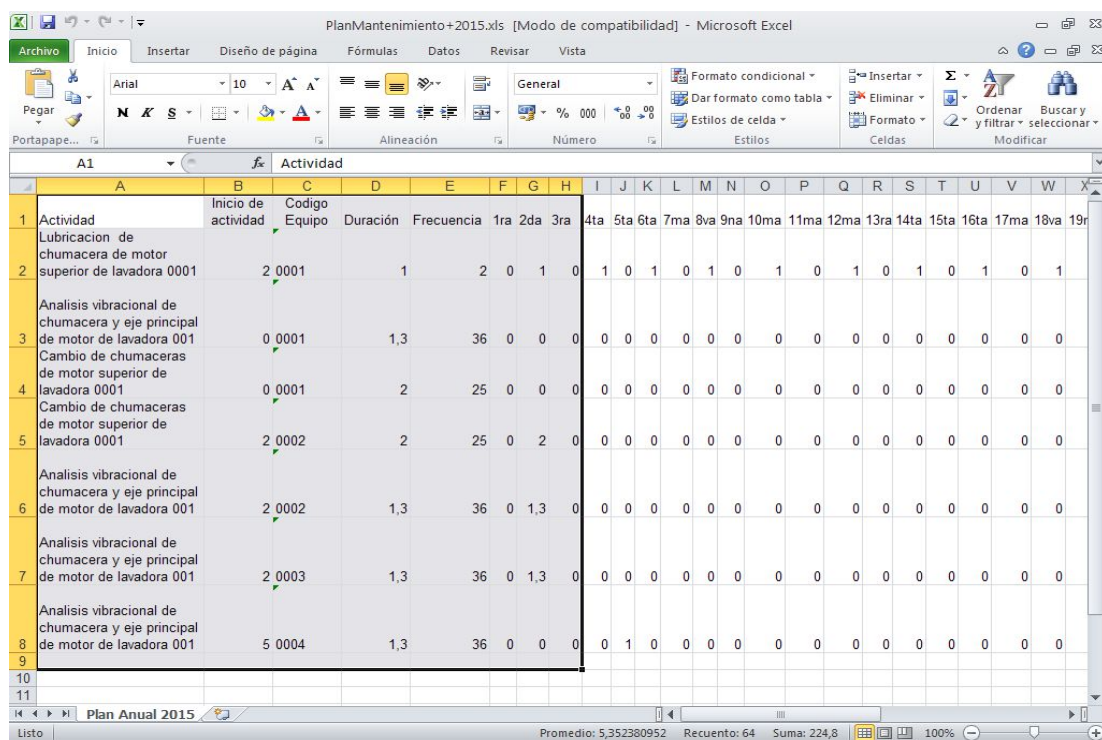 PlanMantenimiento+2015.xls [Modo de compatibilidad] - Microsoft Excel
Archivo Inicio Insertar Diseño de página Fórmulas Datos Revisar Vista
Arial 10 General Formato condicional Insertar
Dar formato como tabla Eliminar
Pegar N K S % 000 Estilos de celda Formato Ordenar y filtrar Buscar y seleccionar
Portapape... Fuente Alineación Número Estilos Celdas Modificar
A1 fx Actividad
A B C D E F G H I J K L M N O P Q R S T U V W X
1 Actividad Inicio de actividad Codigo Equipo Duración Frecuencia 1ra 2da 3ra 4ta 5ta 6ta 7ma 8va 9na 10ma 11ma 12ma 13ra 14ta 15ta 16ta 17ma 18va 19r
Lubricacion de
chumacera de motor
2 superior de lavadora 0001 2 0001 1 2 0 1 0 1 0 1 0 1 0 1 0 1 0 1 0 1 0 1
Analisis vibracional de
chumacera y eje principal
3 de motor de lavadora 001 0 0001 1,3 36 0 0 0 0 0 0 0 0 0 0 0 0 0 0 0 0 0 0
Cambio de chumaceras
de motor superior de
4 lavadora 0001 0 0001 2 25 0 0 0 0 0 0 0 0 0 0 0 0 0 0 0 0 0 0
Cambio de chumaceras
de motor superior de
5 lavadora 0001 2 0002 2 25 0 2 0 0 0 0 0 0 0 0 0 0 0 0 0 0 0 0
Analisis vibracional de
chumacera y eje principal
6 de motor de lavadora 001 2 0002 1,3 36 0 1,3 0 0 0 0 0 0 0 0 0 0 0 0 0 0 0 0
Analisis vibracional de
chumacera y eje principal
7 de motor de lavadora 001 2 0003 1,3 36 0 1,3 0 0 0 0 0 0 0 0 0 0 0 0 0 0 0 0
Analisis vibracional de
chumacera y eje principal
8 de motor de lavadora 001 5 0004 1,3 36 0 0 0 0 1 0 0 0 0 0 0 0 0 0 0 0 0 0
9
10
11
Plan Anual 2015
Listo Promedio: 5,352380952 Recuento: 64 Suma: 224,8 100%